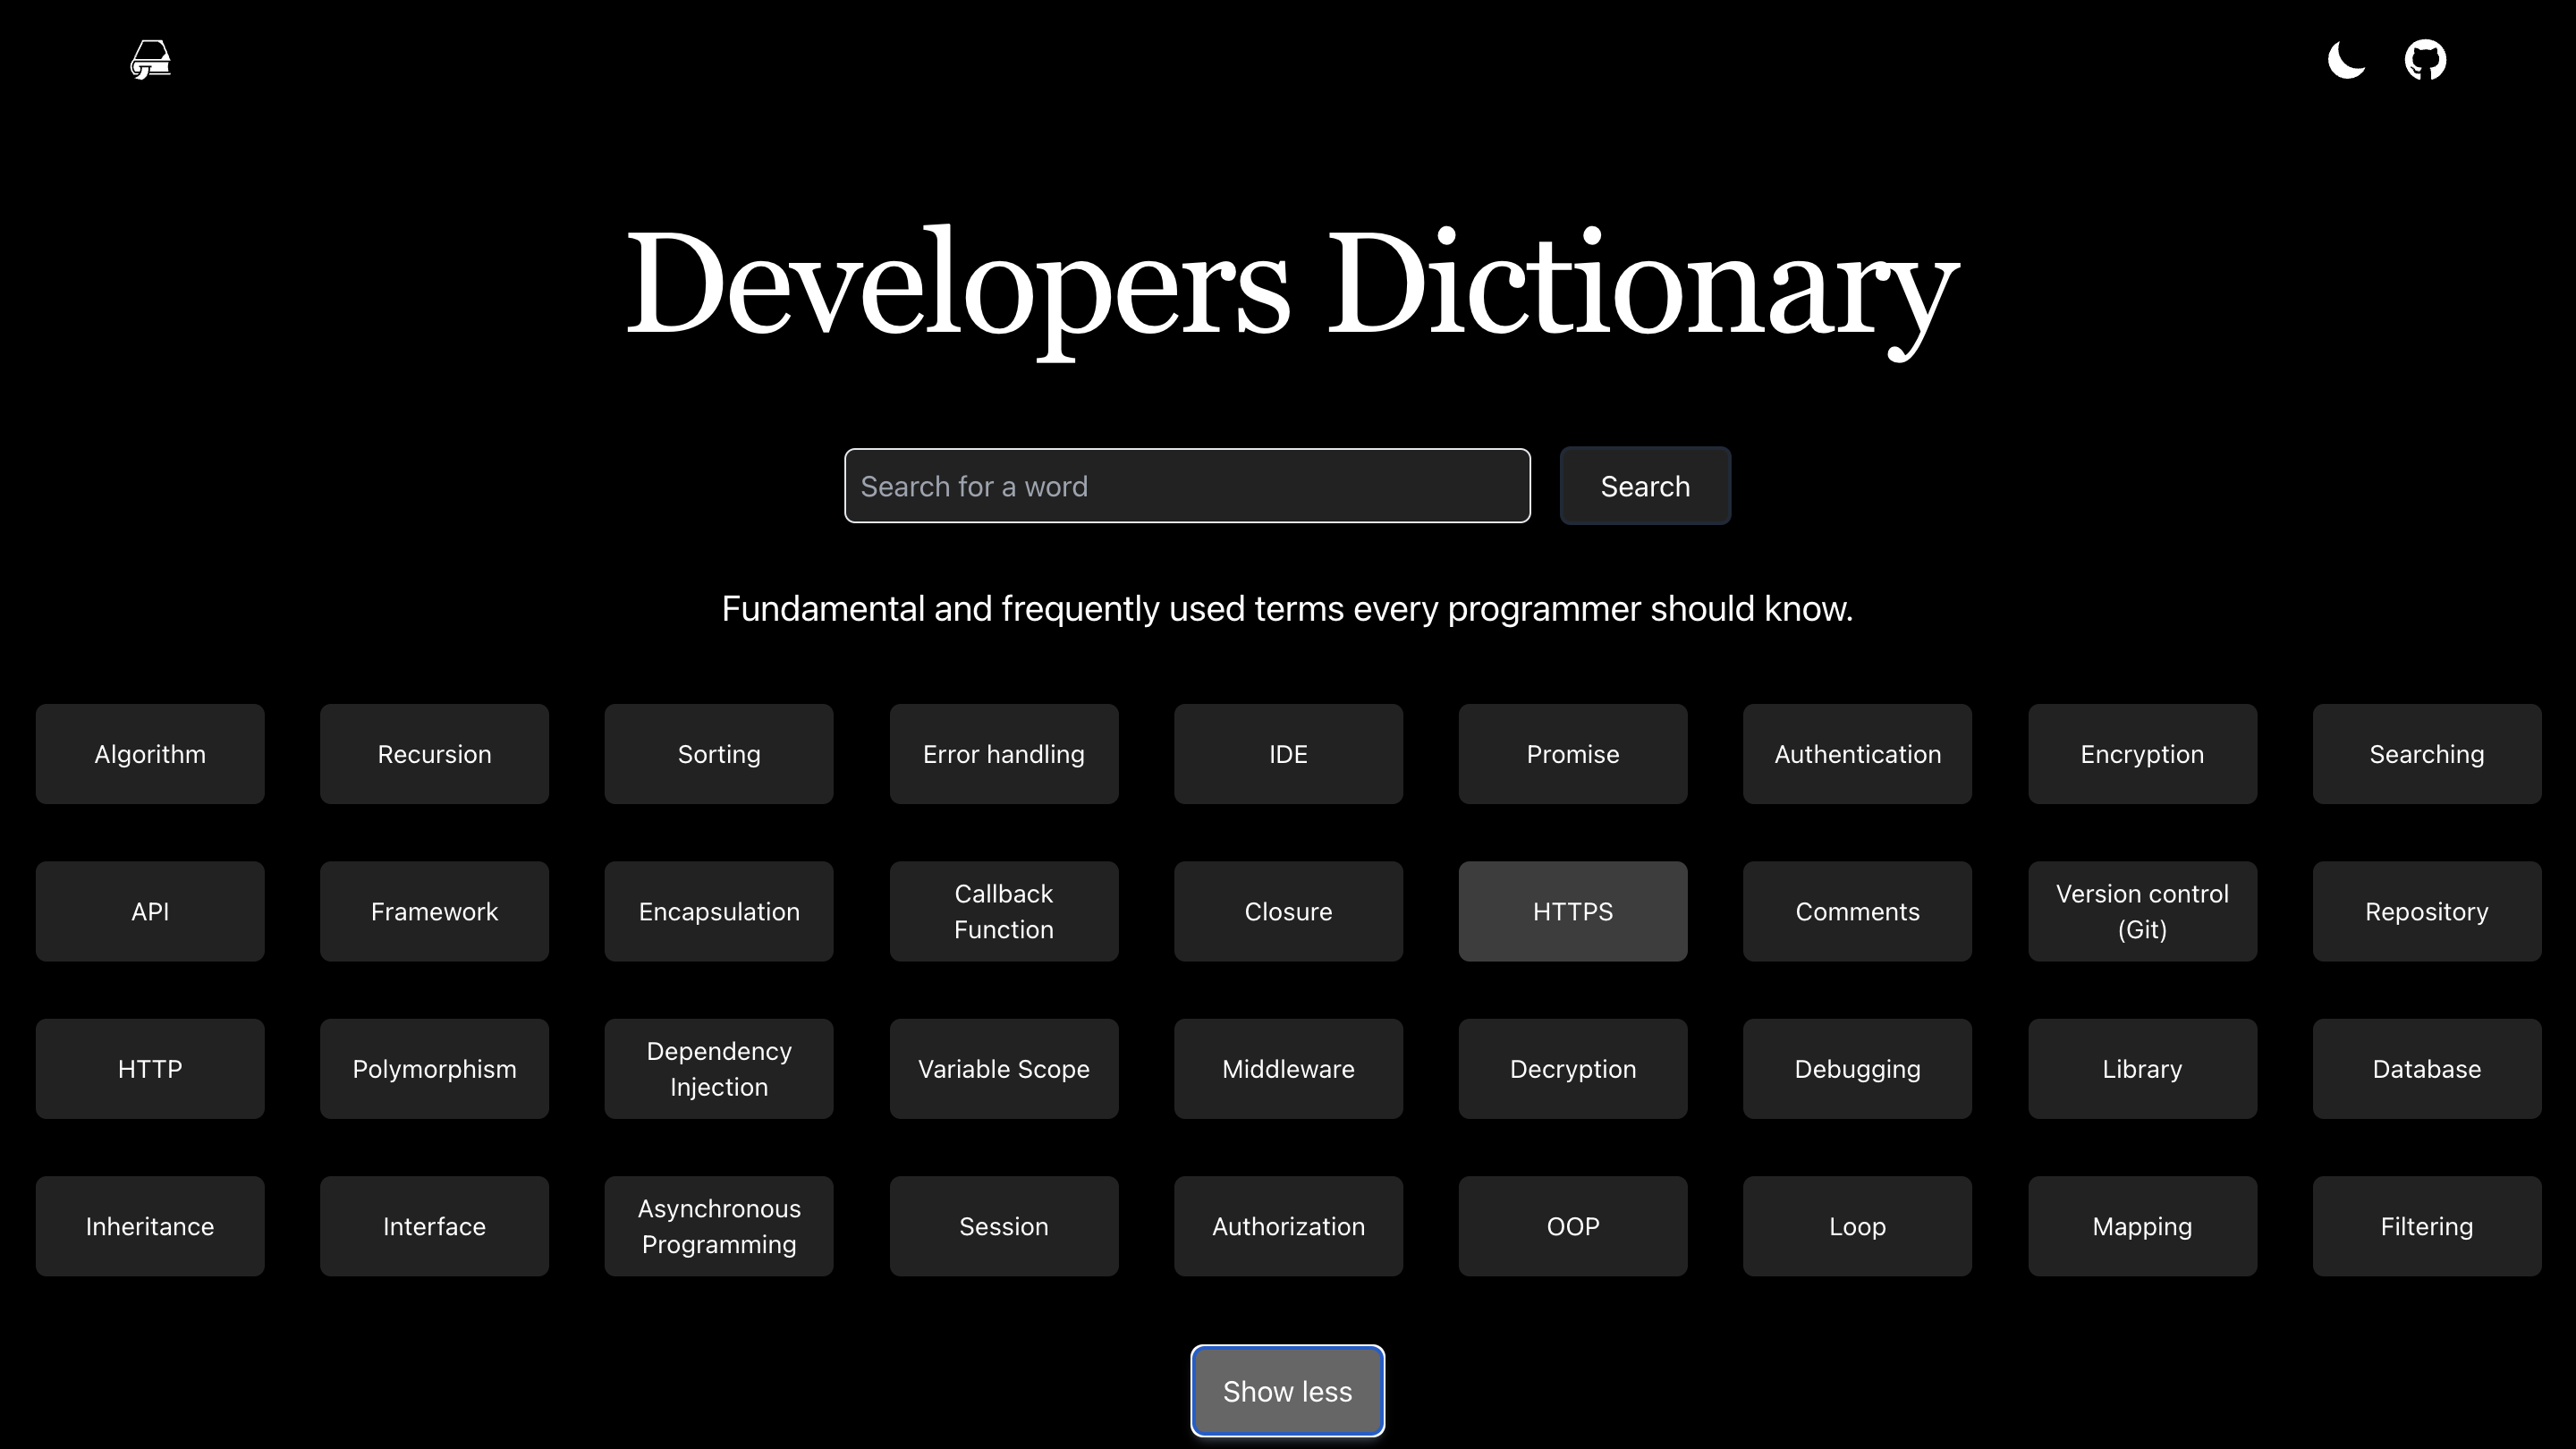 Developers Dictionary
Search for a word
Search
Fundamental and frequently used terms every programmer should know.
Algorithm
Recursion
Sorting
Error handling
IDE
Promise
Authentication
Encryption
Searching
API
Framework
Encapsulation
Callback
Function
Closure
HTTPS
Comments
Version control
(Git)
Repository
HTTP
Polymorphism
Dependency
Injection
Variable Scope
Middleware
Decryption
Debugging
Library
Database
Inheritance
Interface
Asynchronous
Programming
Session
Authorization
OOP
Loop
Mapping
Filtering
Show less